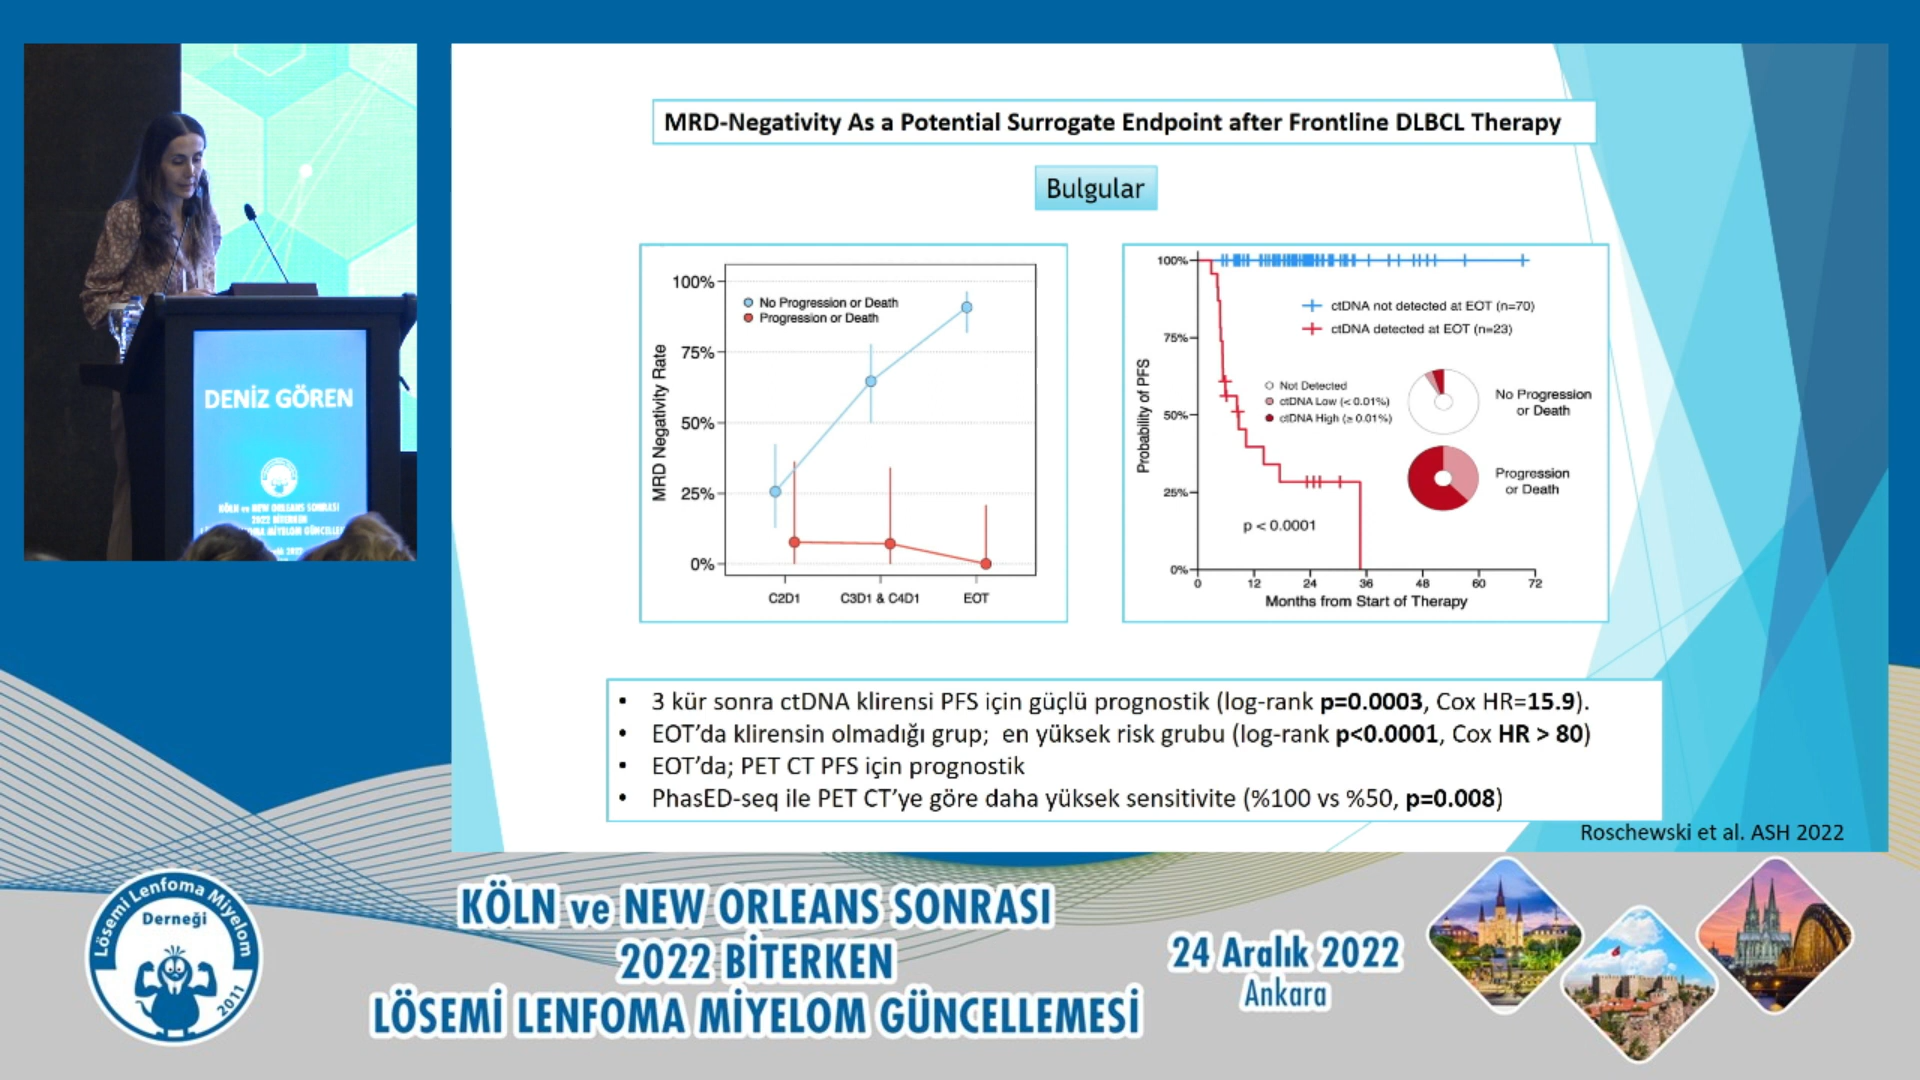 MRD-Negativity As a Potential Surrogate Endpoint after Frontline DLBCL Therapy
Bulgular
MRD Negativity Rate
100%
75%
50%
25%
0%
No Progression or Death
Progression or Death
C2D1
C3D1 & C4D1
EOT
Probability of PFS
100%
75%
50%
25%
0%
ctDNA not detected at EOT (n=70)
ctDNA detected at EOT (n=23)
Not Detected
ctDNA Low (< 0.01%)
ctDNA High (≥ 0.01%)
No Progression
or Death
Progression
or Death
p < 0.0001
0 12 24 36 48 60 72
Months from Start of Therapy
• 3 kür sonra ctDNA klirensi PFS için güçlü prognostik (log-rank p=0.0003, Cox HR=15.9).
• EOT’da klirensin olmadığı grup; en yüksek risk grubu (log-rank p<0.0001, Cox HR > 80)
• EOT’da; PET CT PFS için prognostik
• PhasED-seq ile PET CT’ye göre daha yüksek sensitivite (%100 vs %50, p=0.008)
Roschewski et al. ASH 2022
DENİZ GÖREN
KÖLN ve NEW ORLEANS SONRASI
2022 BİTERKEN
Lösemi Lenfoma Miyelom
Derneği
2011
KÖLN ve NEW ORLEANS SONRASI
2022 BİTERKEN
LÖSEMİ LENFOMA MİYELOM GÜNCELLEMESİ
24 Aralık 2022
Ankara